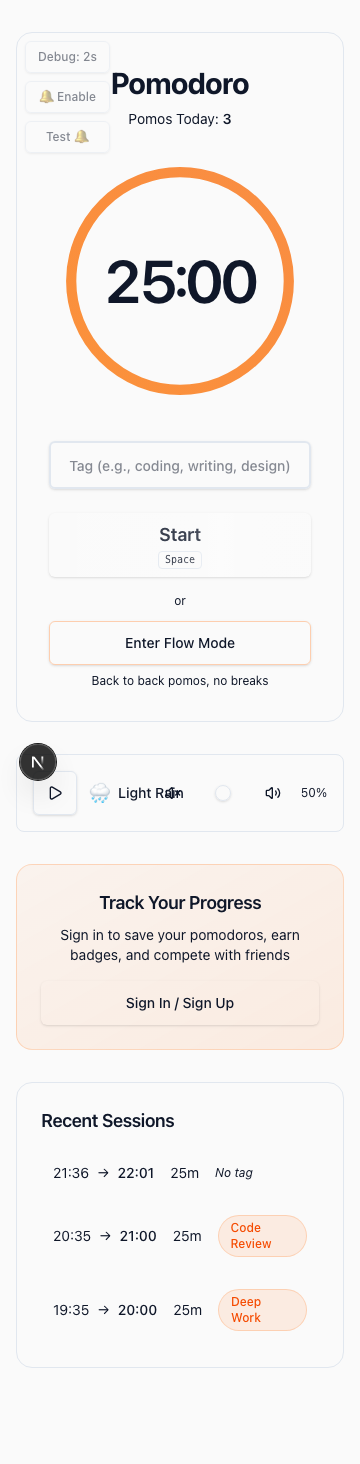 Debug: 2s
Enable
Test
Pomodoro
Pomos Today: 3
25:00
Tag (e.g., coding, writing, design)
Start
Space
or
Enter Flow Mode
Back to back pomos, no breaks
N
Light Rain
50%
Track Your Progress
Sign in to save your pomodoros, earn
badges, and compete with friends
Sign In / Sign Up
Recent Sessions
21:36 → 22:01 25m No tag
20:35 → 21:00 25m Code
Review
19:35 → 20:00 25m Deep
Work